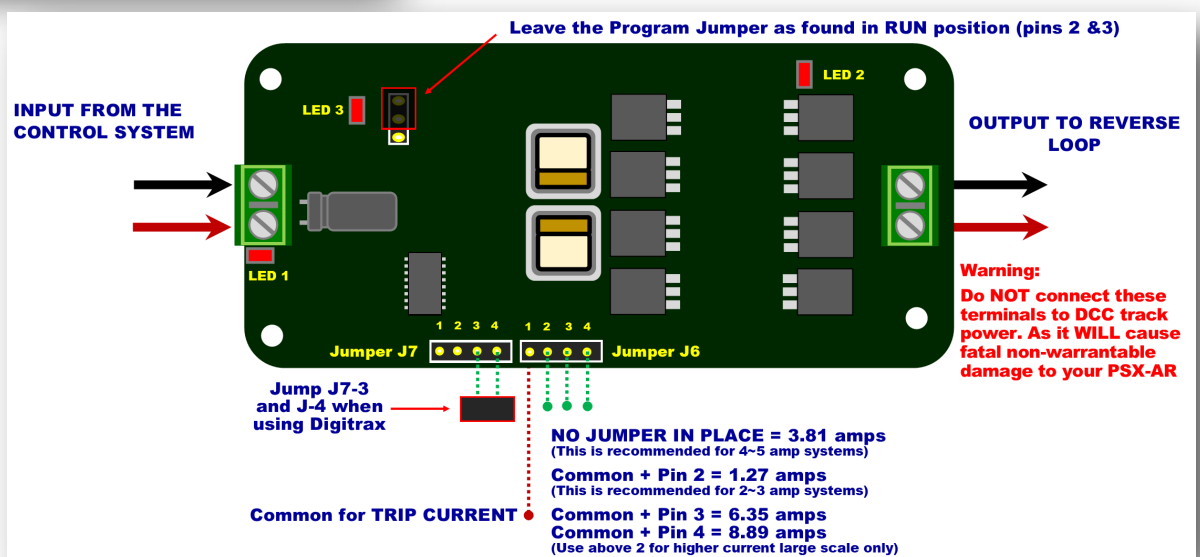 Leave the Program Jumper as found in RUN position (pins 2 &3)
LED 2
LED 3
INPUT FROM THE
CONTROL SYSTEM
OUTPUT TO REVERSE
LOOP
LED 1
Warning:
Do NOT connect these
terminals to DCC track
power. As it WILL cause
fatal non-warrantable
damage to your PSX-AR
1 2 3 4
1 2 3 4
Jumper J7
Jumper J6
Jump J7-3
and J-4 when
using Digitrax
NO JUMPER IN PLACE = 3.81 amps
(This is recommended for 4~5 amp systems)
Common + Pin 2 = 1.27 amps
(This is recommended for 2~3 amp systems)
Common for TRIP CURRENT
Common + Pin 3 = 6.35 amps
Common + Pin 4 = 8.89 amps
(Use above 2 for higher current large scale only)